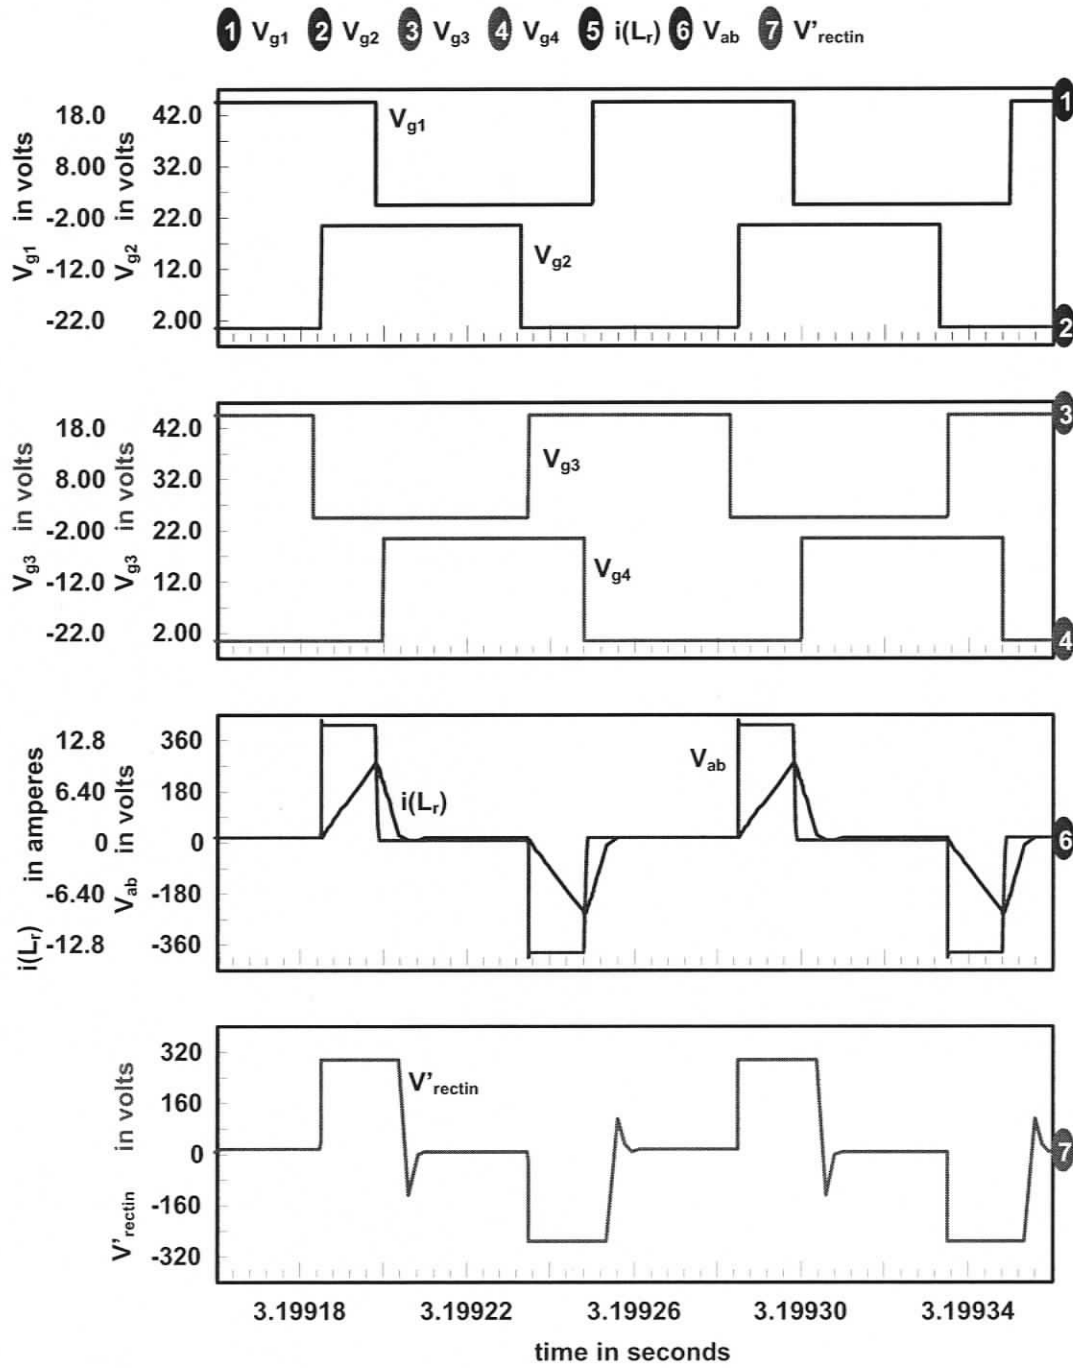 1 Vg1 2 Vg2 3 Vg3 4 Vg4 5 i(Lr) 6 Vab 7 V'rectin
Vg1 in volts
Vg2 in volts
18.0 42.0
8.00 32.0
-2.00 22.0
-12.0 12.0
-22.0 2.00
Vg1
Vg2
1
2
Vg3 in volts
Vg3 in volts
18.0 42.0
8.00 32.0
-2.00 22.0
-12.0 12.0
-22.0 2.00
Vg3
Vg4
3
4
i(Lr) in amperes
Vab in volts
12.8 360
6.40 180
0 0
-6.40 -180
-12.8 -360
i(Lr)
Vab
6
V'rectin in volts
320
160
0
-160
-320
V'rectin
7
3.19918 3.19922 3.19926 3.19930 3.19934
time in seconds